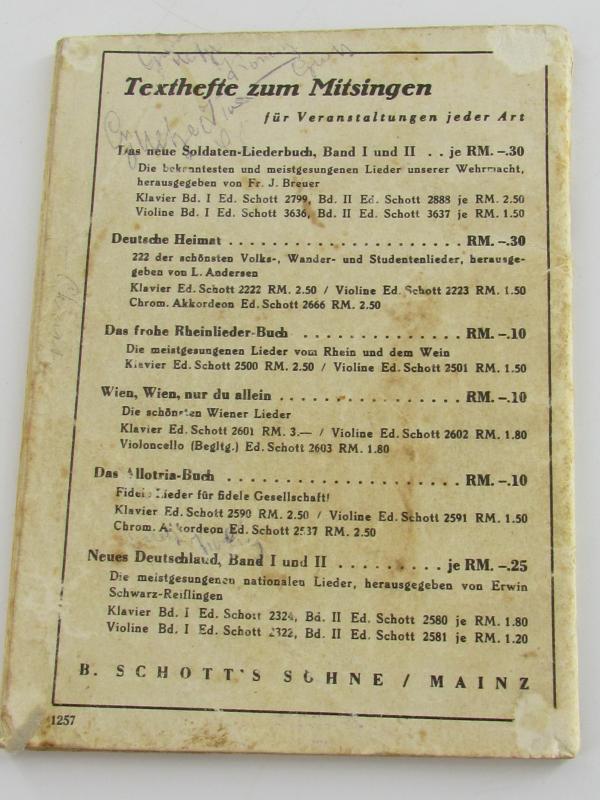 Texthefte zum Mitsingen
für Veranstaltungen jeder Art
Das neue Soldaten-Liederbuch, Band I und II . . je RM. -.30
Die bekanntesten und meistgesungenen Lieder unserer Wehrmacht,
herausgegeben von Fr. J. Breuer
Klavier Bd. I Ed. Schott 2799, Bd. II Ed. Schott 2888 je RM. 2.50
Violine Bd. I Ed. Schott 3636, Bd. II Ed. Schott 3637 je RM. 1.50
Deutsche Heimat . . . . . . . . . . . . . . . . . . . . RM. -.30
222 der schönsten Volks-, Wander- und Studentenlieder, herausge-
geben von L. Andersen
Klavier Ed. Schott 2222 RM. 2.50 / Violine Ed. Schott 2223 RM. 1.50
Chrom. Akkordeon Ed. Schott 2666 RM. 2.50
Das frohe Rheinlieder-Buch . . . . . . . . . . . . . . RM. -.10
Die meistgesungenen Lieder vom Rhein und dem Wein
Klavier Ed. Schott 2500 RM. 2.50 / Violine Ed. Schott 2501 RM. 1.50
Wien, Wien, nur du allein . . . . . . . . . . . . . . . RM. -.10
Die schönsten Wiener Lieder
Klavier Ed. Schott 2601 RM. 3.— / Violine Ed. Schott 2602 RM. 1.80
Violoncello (Begltg.) Ed. Schott 2603 RM. 1.80
Das Allotria-Buch . . . . . . . . . . . . . . . . . . . RM. -.10
Fidele Lieder für fidele Gesellschaft!
Klavier Ed. Schott 2590 RM. 2.50 / Violine Ed. Schott 2591 RM. 1.50
Chrom. Akkordeon Ed. Schott 2537 RM. 2.50
Neues Deutschland, Band I und II . . . . . . . . . je RM. -.25
Die meistgesungenen nationalen Lieder, herausgegeben von Erwin
Schwarz-Reiflingen
Klavier Bd. I Ed. Schott 2324, Bd. II Ed. Schott 2580 je RM. 1.80
Violine Bd. I Ed. Schott 2322, Bd. II Ed. Schott 2581 je RM. 1.20
B. SCHOTT'S SÖHNE / MAINZ
1257